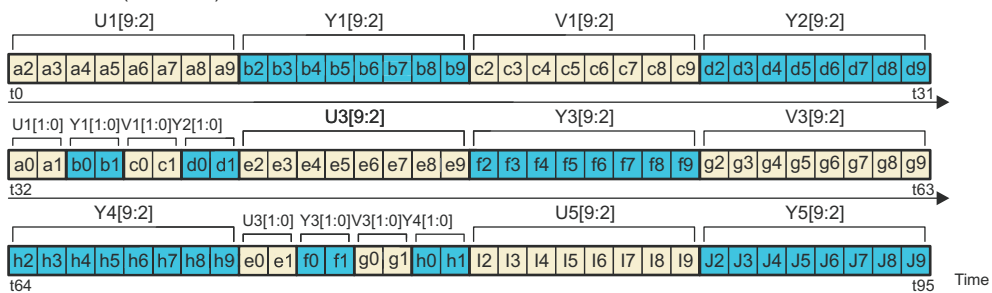 U1[9:2] Y1[9:2] V1[9:2] Y2[9:2]
a2 a3 a4 a5 a6 a7 a8 a9 b2 b3 b4 b5 b6 b7 b8 b9 c2 c3 c4 c5 c6 c7 c8 c9 d2 d3 d4 d5 d6 d7 d8 d9
t0 t31
U1[1:0] Y1[1:0] V1[1:0] Y2[1:0] U3[9:2] Y3[9:2] V3[9:2]
a0 a1 b0 b1 c0 c1 d0 d1 e2 e3 e4 e5 e6 e7 e8 e9 f2 f3 f4 f5 f6 f7 f8 f9 g2 g3 g4 g5 g6 g7 g8 g9
t32 t63
Y4[9:2] U3[1:0] Y3[1:0] V3[1:0] Y4[1:0] U5[9:2] Y5[9:2]
h2 h3 h4 h5 h6 h7 h8 h9 e0 e1 f0 f1 g0 g1 h0 h1 I2 I3 I4 I5 I6 I7 I8 I9 J2 J3 J4 J5 J6 J7 J8 J9
t64 t95 Time